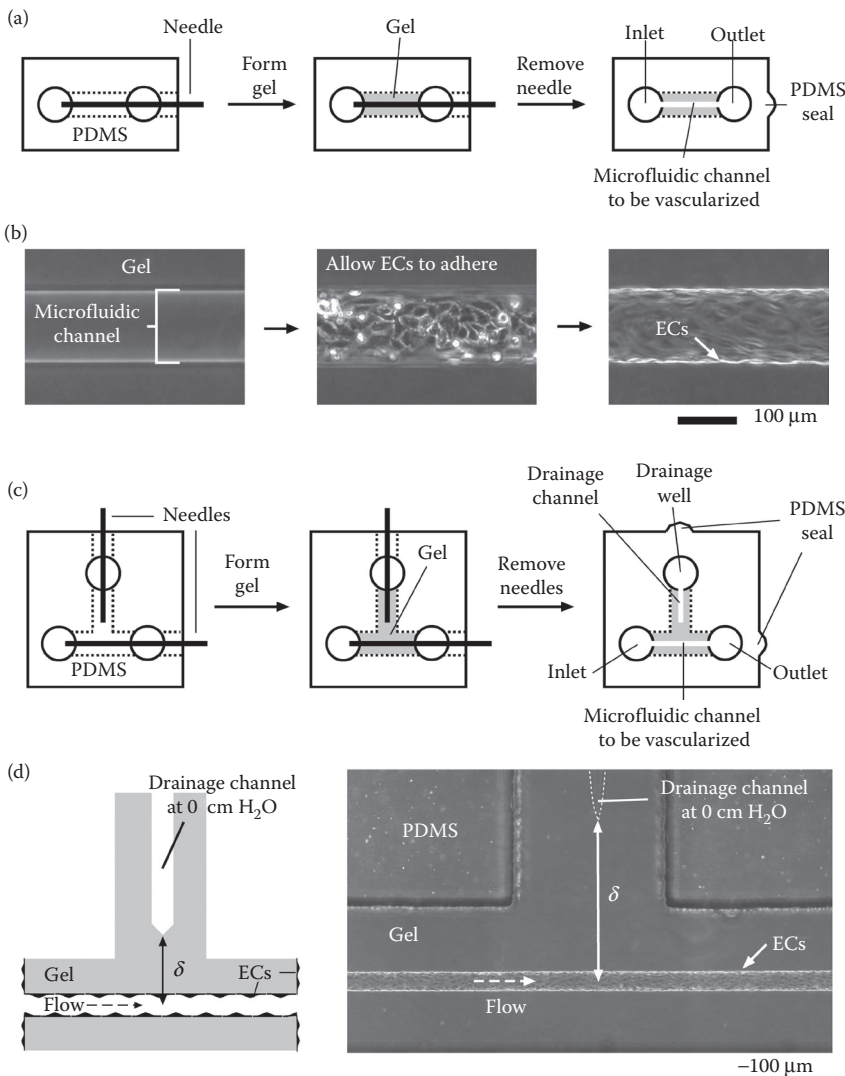 (a)
Needle
Form
gel
Gel
Remove
needle
Inlet
Outlet
PDMS
seal
PDMS
Microfluidic channel
to be vascularized
(b)
Gel
Microfluidic
channel
Allow ECs to adhere
ECs
100 µm
(c)
Needles
Form
gel
Gel
Remove
needles
Drainage
channel
Drainage
well
PDMS
seal
PDMS
Inlet
Outlet
Microfluidic channel
to be vascularized
(d)
Drainage channel
at 0 cm H₂O
δ
Gel
ECs
Flow
Drainage channel
at 0 cm H₂O
PDMS
δ
Gel
ECs
Flow
–100 µm